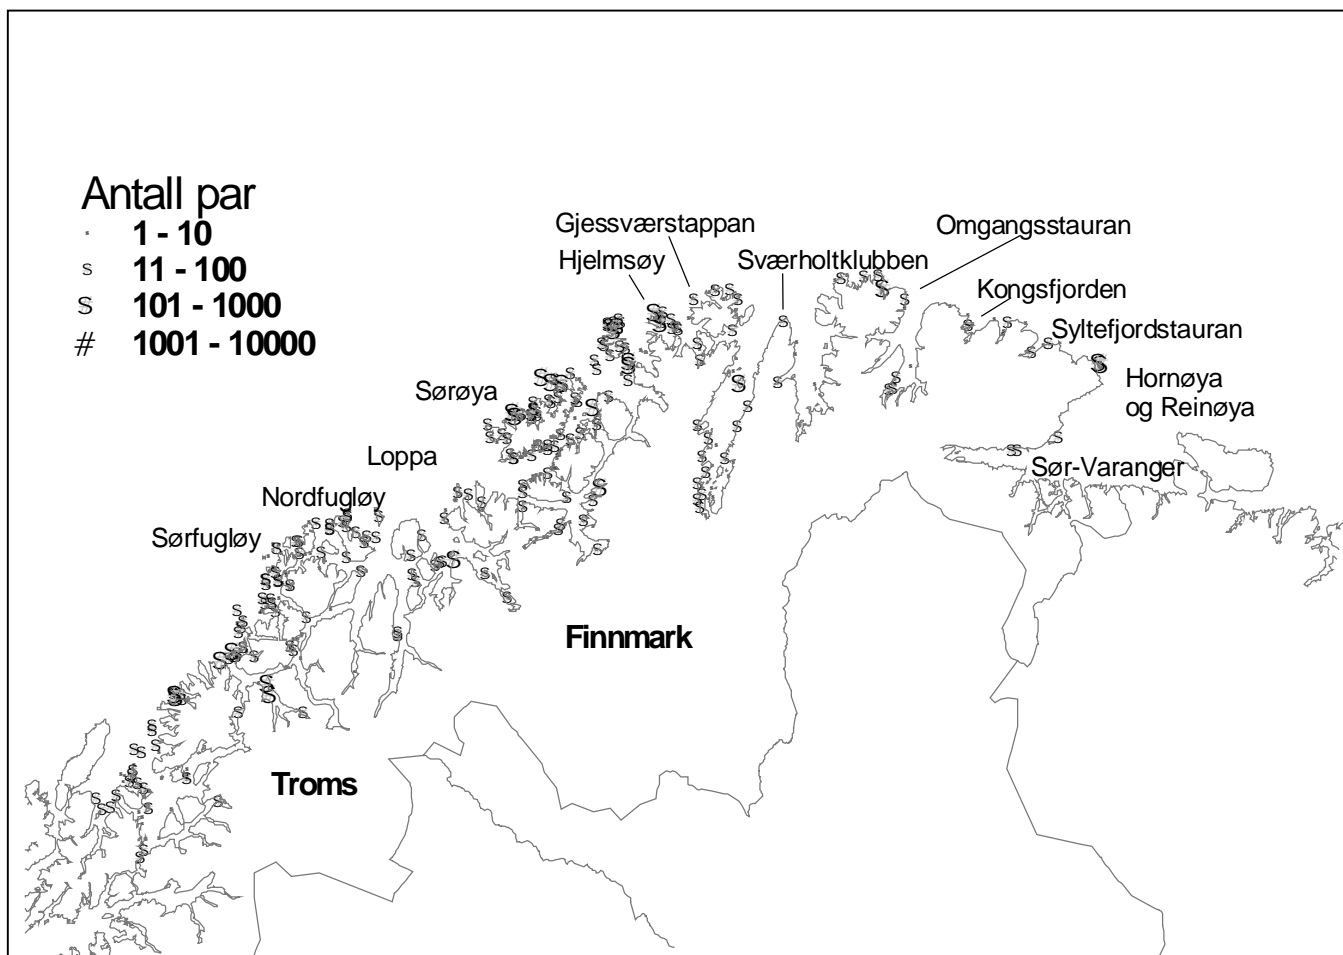 Antall par
1 - 10
s 11 - 100
S 101 - 1000
# 1001 - 10000
Gjessværstappan
Hjelmsøy
Sværholtklubben
Omgangsstauran
Kongsfjorden
Syltefjordstauran
Hornøya
og Reinøya
Sørøya
Loppa
Nordfugløy
Sørfugløy
Sør-Varanger
Finnmark
Troms